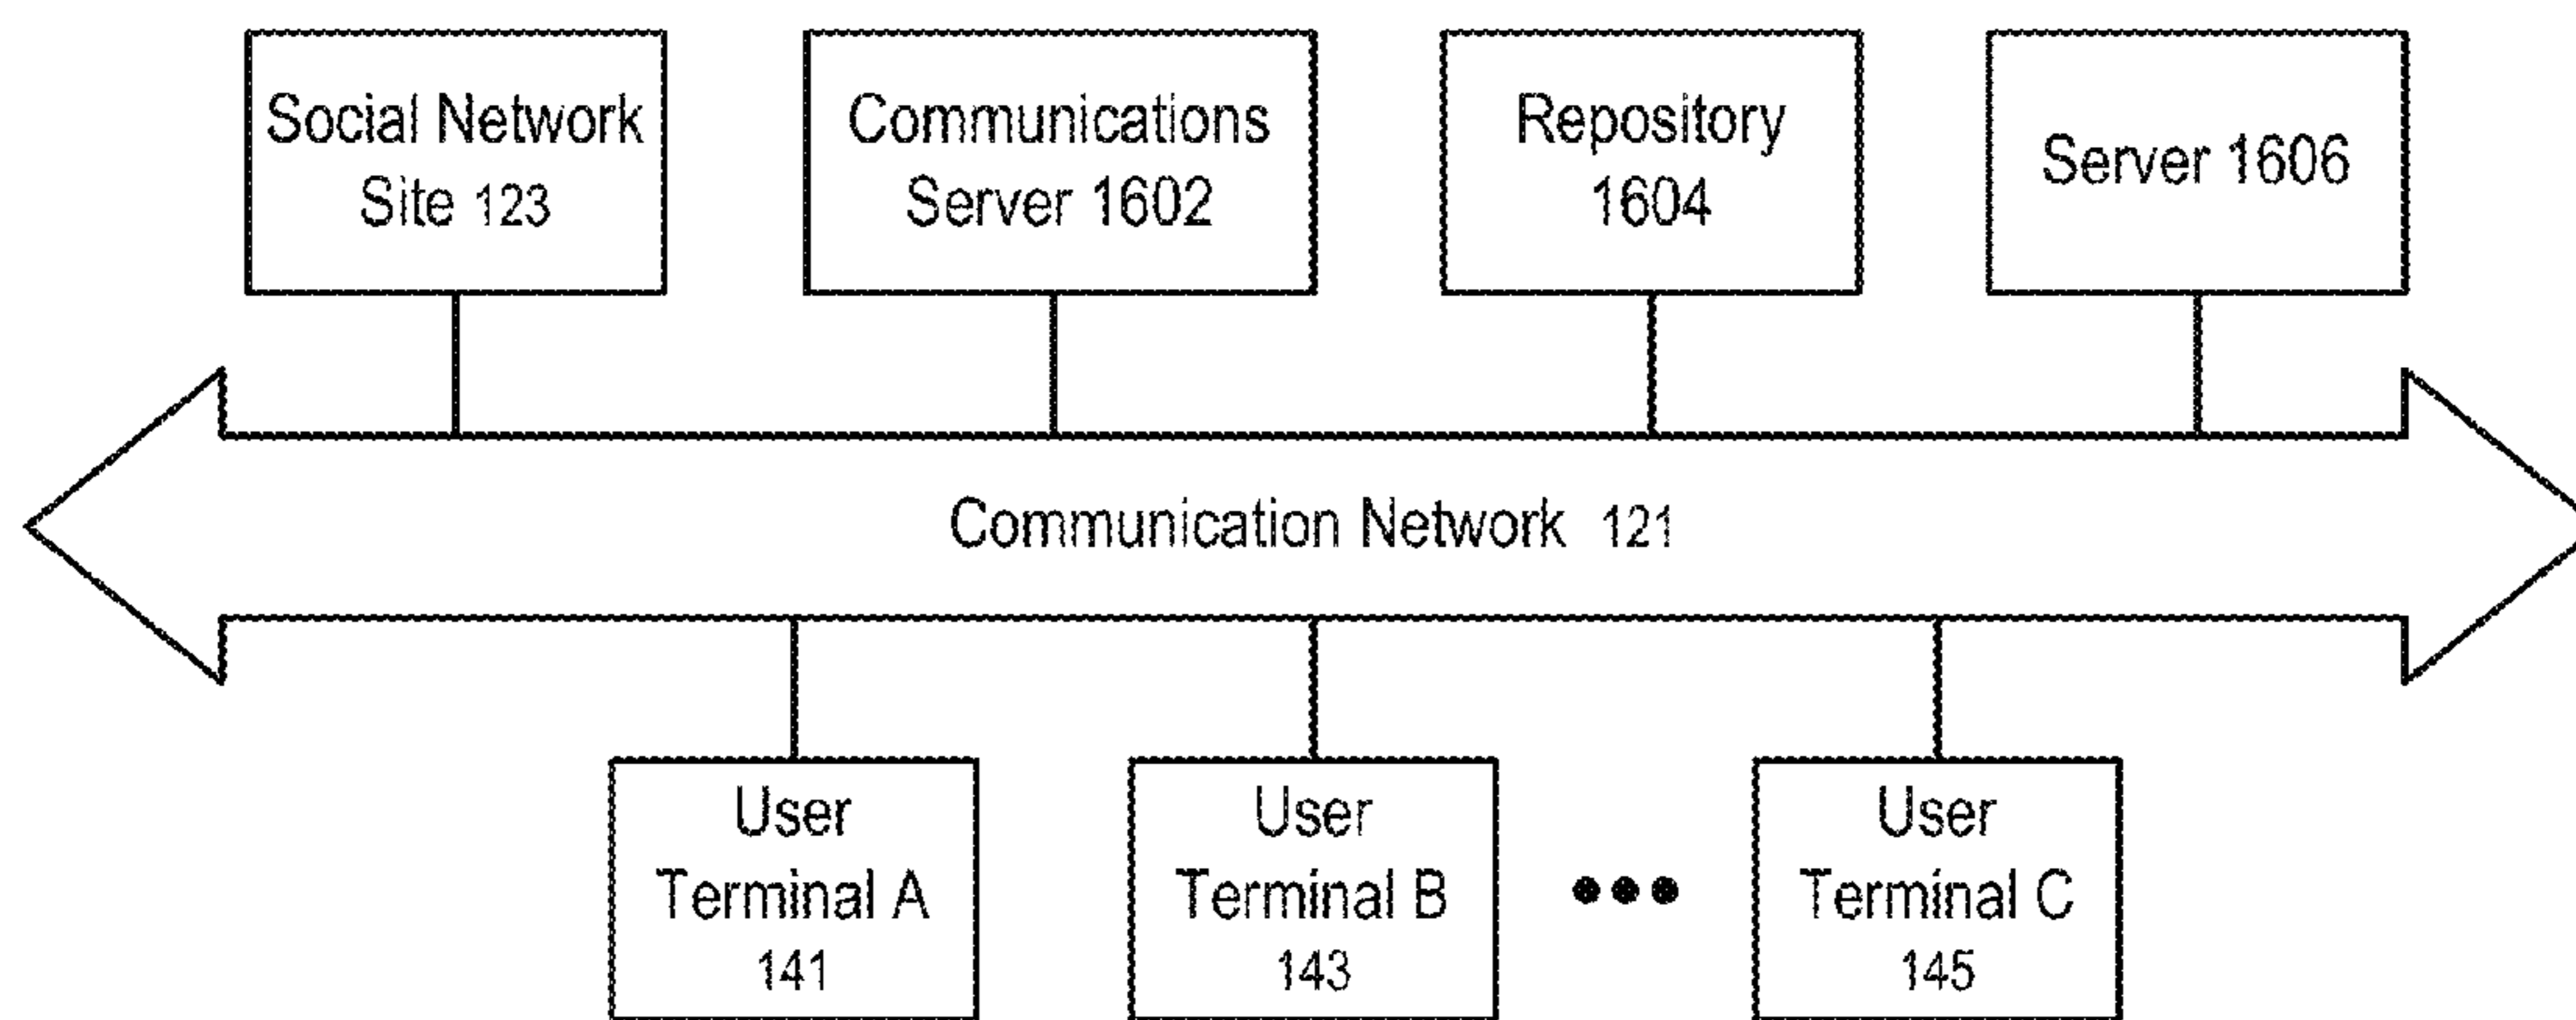 Social Network
Site 123
Communications
Server 1602
Repository
1604
Server 1606
Communication Network 121
User
Terminal A
141
User
Terminal B
143
User
Terminal C
145